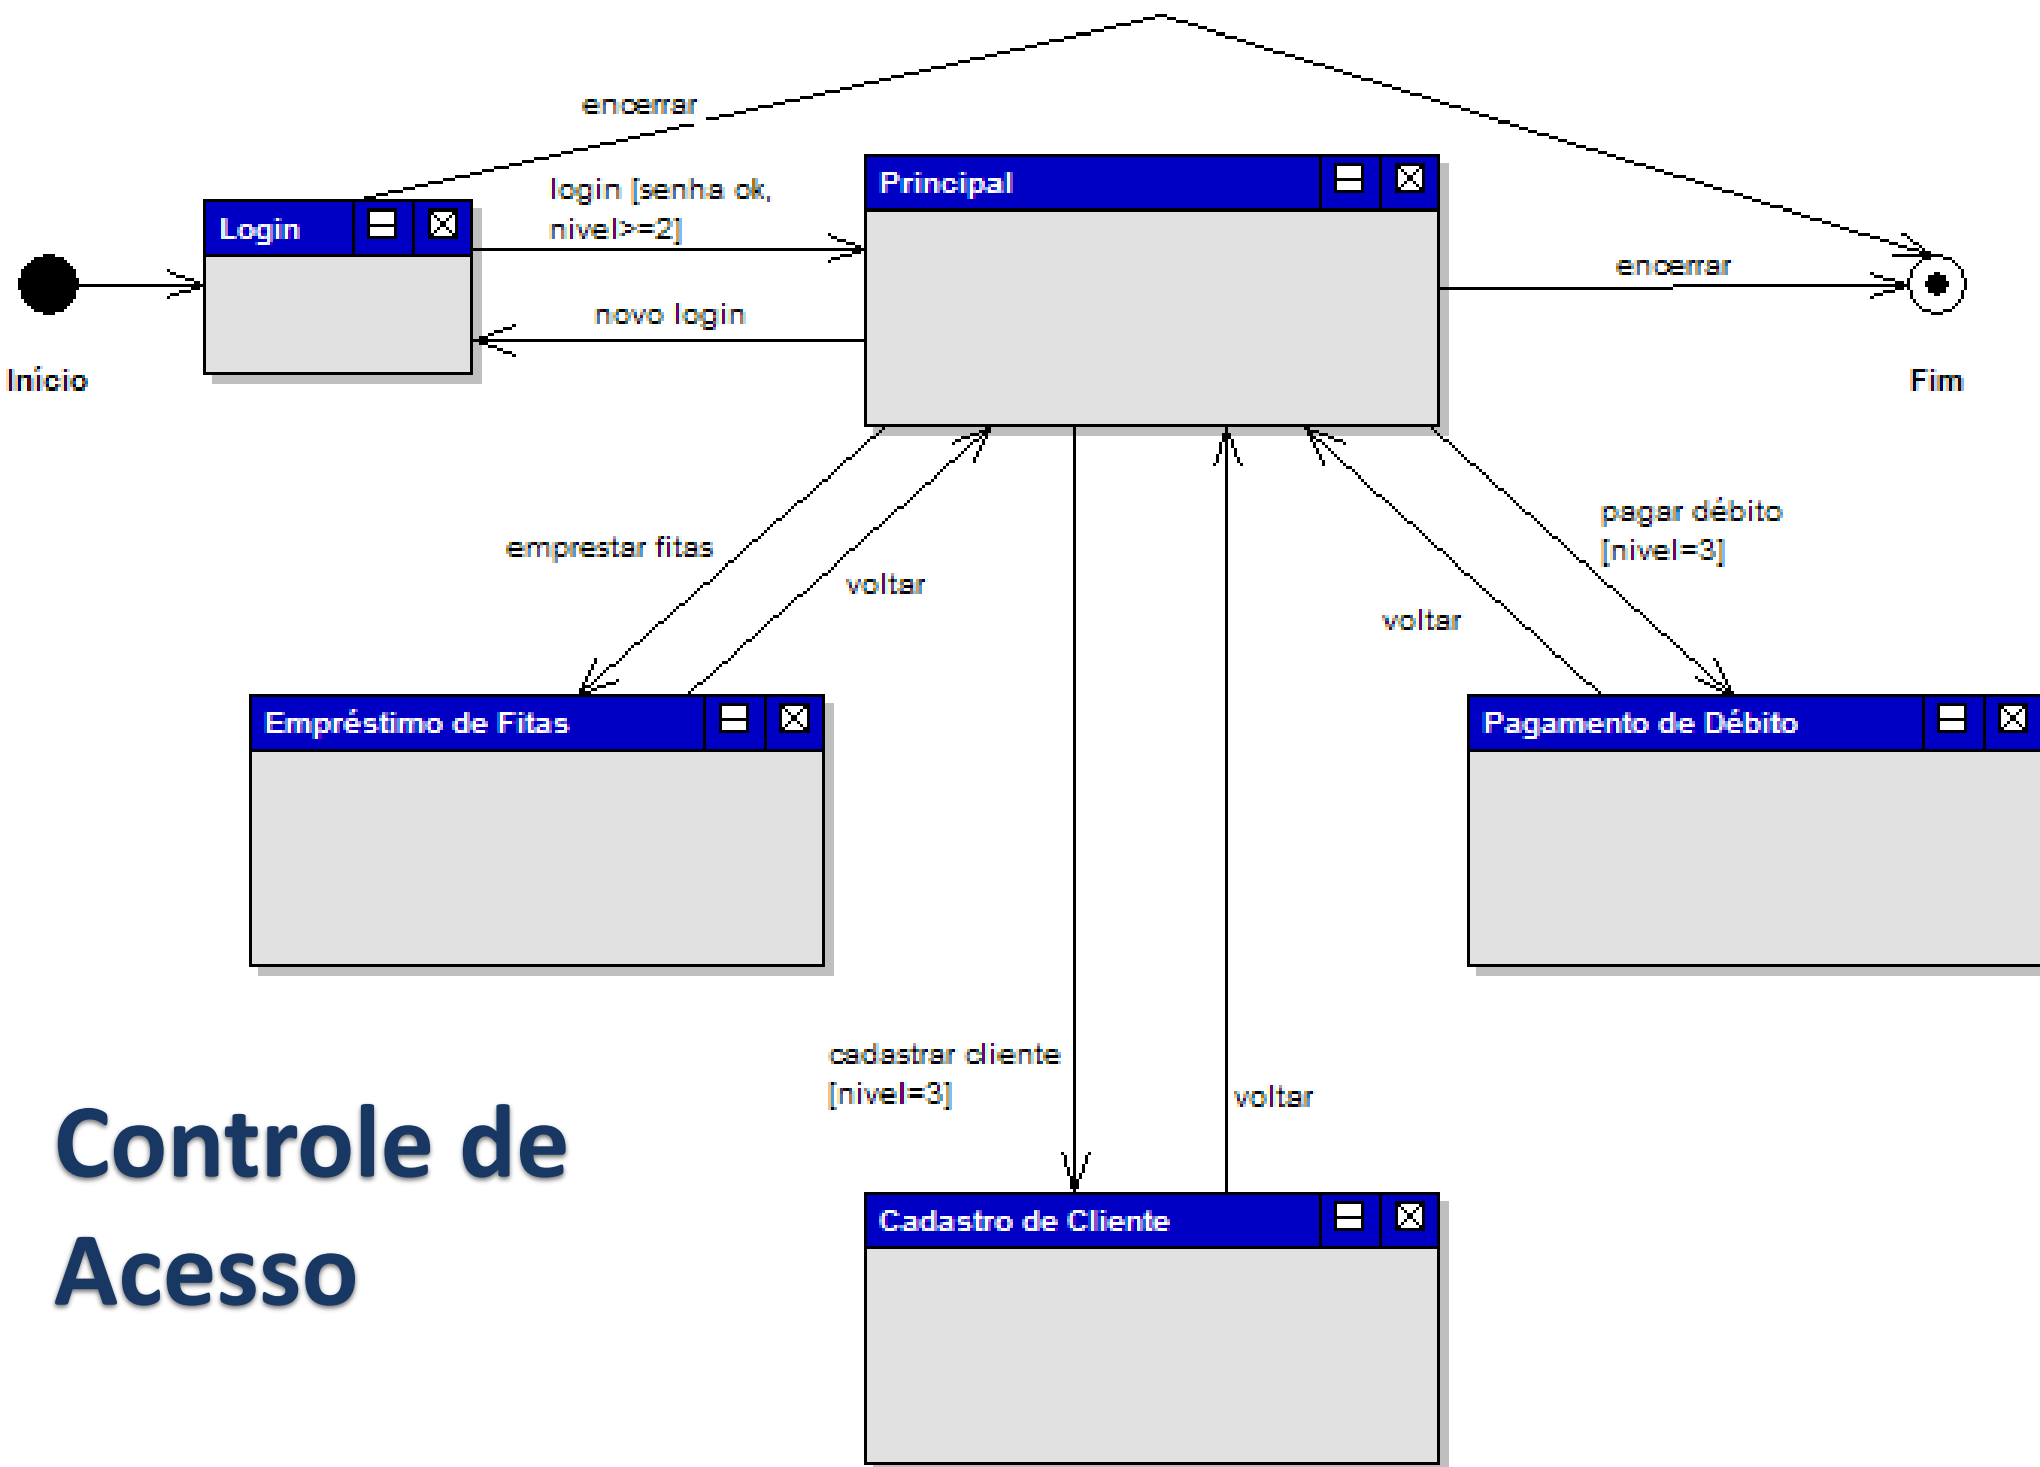 encerrar
login [senha ok,
nivel>=2]
Principal
Login
encerrar
novo login
Início
Fim
emprestar fitas
voltar
pagar débito
[nivel=3]
voltar
Empréstimo de Fitas
Pagamento de Débito
cadastrar cliente
[nivel=3]
voltar
Controle de
Acesso
Cadastro de Cliente